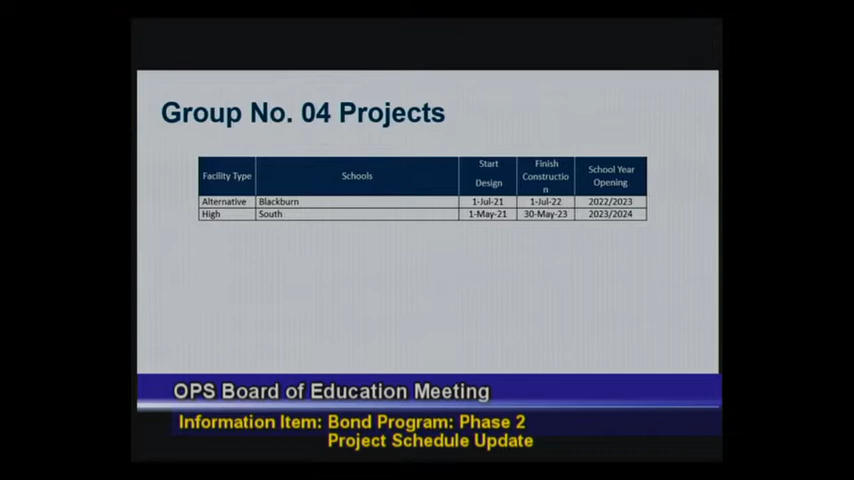 Group No. 04 Projects
Facility Type Schools Start Design Finish Constructio n School Year Opening
Alternative Blackburn 1-Jul-21 1-Jul-22 2022/2023
High South 1-May-21 30-May-23 2023/2024
OPS Board of Education Meeting
Information Item: Bond Program: Phase 2
Project Schedule Update